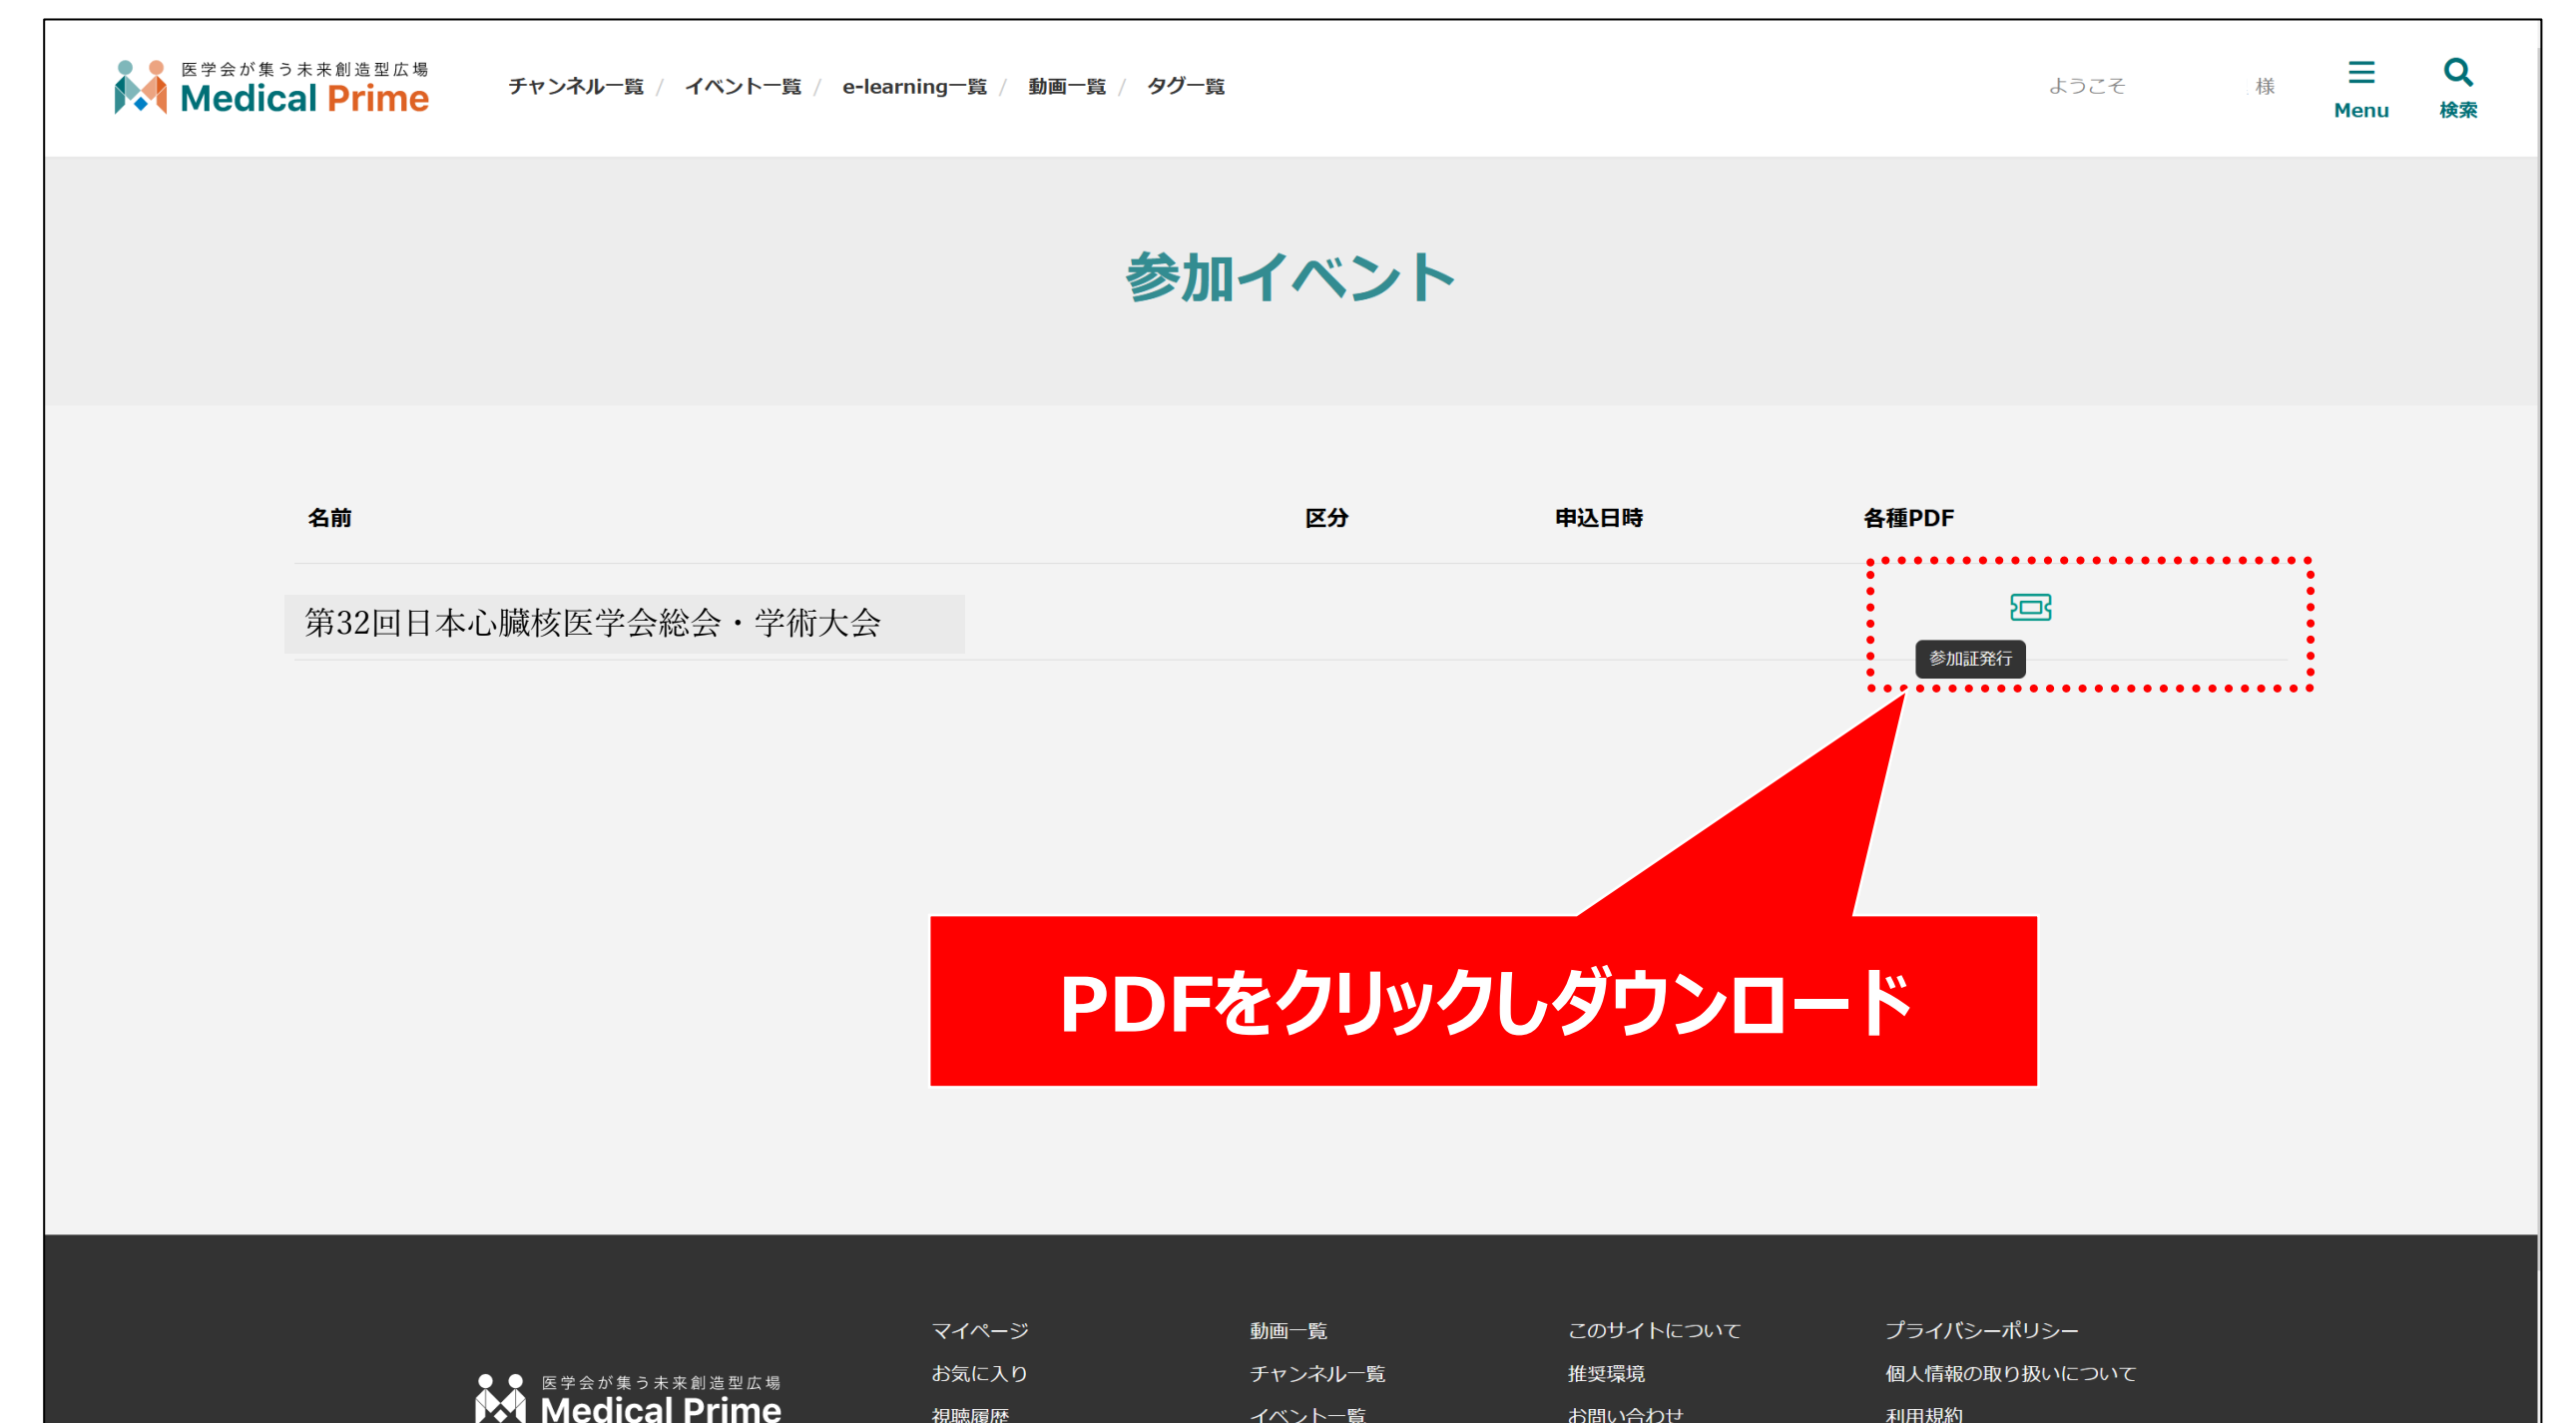 医学会が集う未来創造型広場
Medical Prime
チャンネル一覧 / イベント一覧 / e-learning一覧 / 動画一覧 / タグ一覧
ようこそ 様
Menu
検索
参加イベント
名前 区分 申込日時 各種PDF
第32回日本心臓核医学会総会・学術大会
参加証発行
PDFをクリックしダウンロード
マイページ 動画一覧 このサイトについて プライバシーポリシー
お気に入り チャンネル一覧 推奨環境 個人情報の取り扱いについて
医学会が集う未来創造型広場
Medical Prime
視聴履歴 イベント一覧 お問い合わせ 利用規約